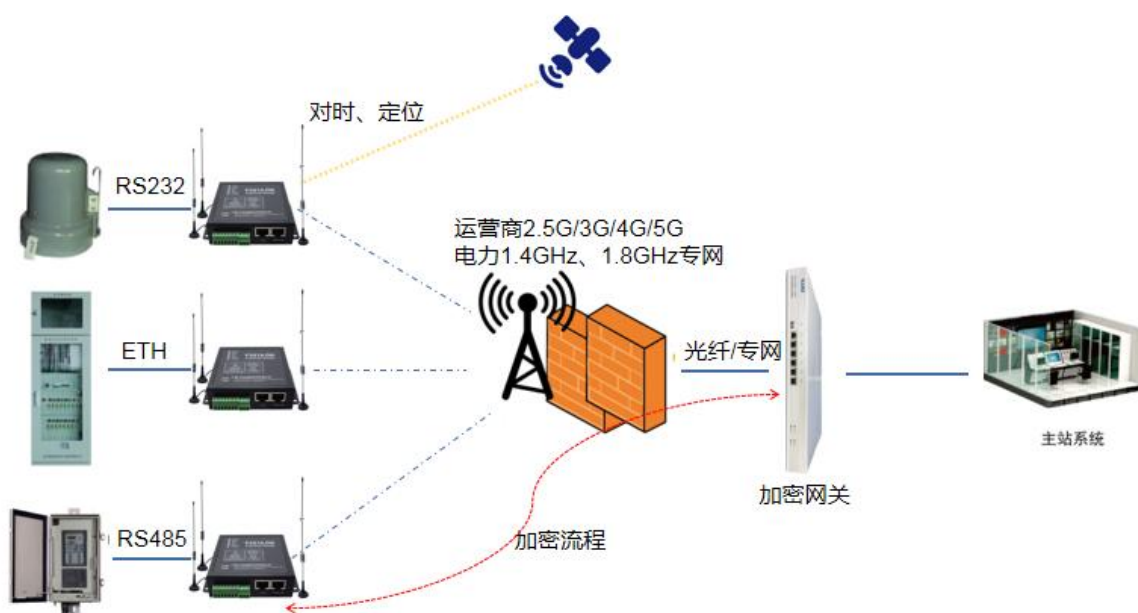 对时、定位
RS232
运营商2.5G/3G/4G/5G
电力1.4GHz、1.8GHz专网
ETH
光纤/专网
主站系统
加密网关
RS485
加密流程